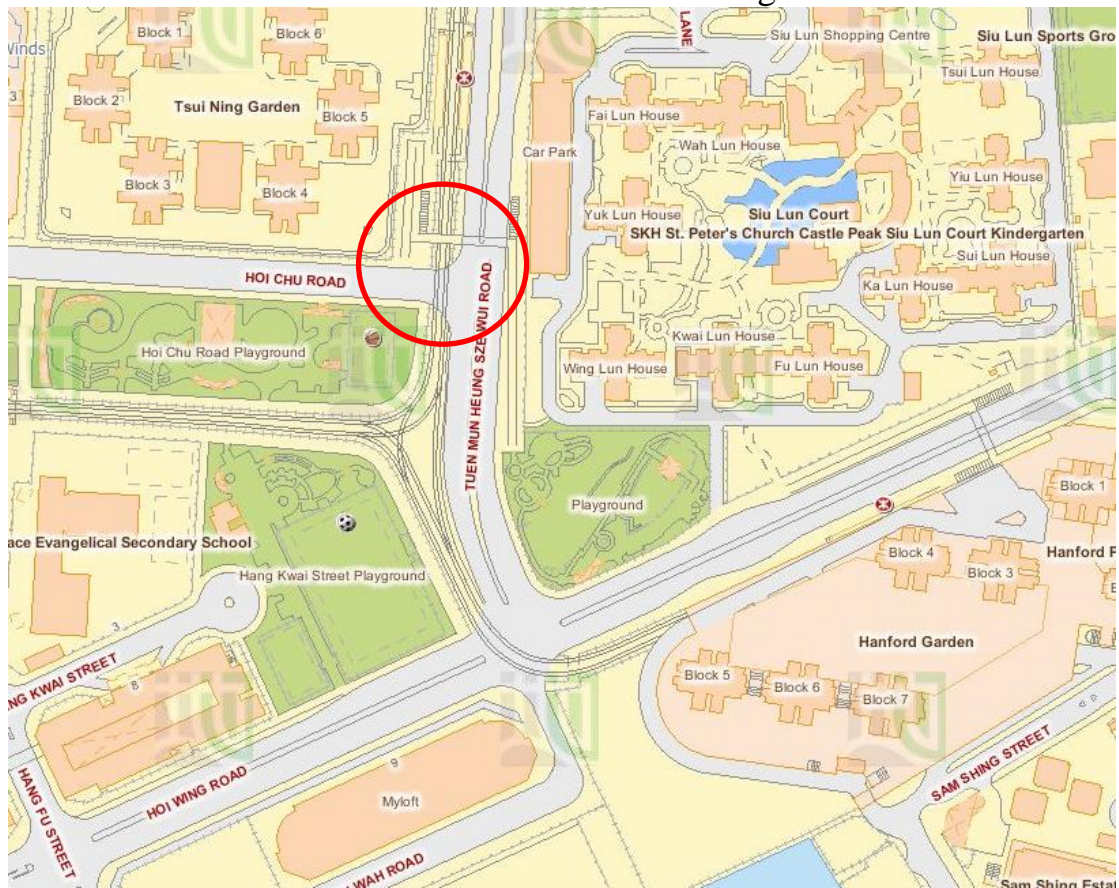 LANE
Siu Lun Shopping Centre
Siu Lun Sports Gro
Block 1
Block 6
Winds
Tsui Lun House
3
Block 2
Tsui Ning Garden
Block 5
Fai Lun House
Car Park
Wah Lun House
Block 3
Block 4
Yiu Lun House
Yuk Lun House
Siu Lun Court
SKH St. Peter's Church Castle Peak Siu Lun Court Kindergarten
Sui Lun House
HOI CHU ROAD
Ka Lun House
TUEN MUN HEUNG SZE WUI ROAD
Hoi Chu Road Playground
Kwai Lun House
Wing Lun House
Fu Lun House
Block 1
Playground
ace Evangelical Secondary School
Block 4
Hanford P
Block 3
Hang Kwai Street Playground
3
Hanford Garden
NG KWAI STREET
8
Block 5
Block 6
Block 7
9
HANG FU STREET
HOI WING ROAD
Myloft
SAM SHING STREET
WAH ROAD
Sam Shing Esta